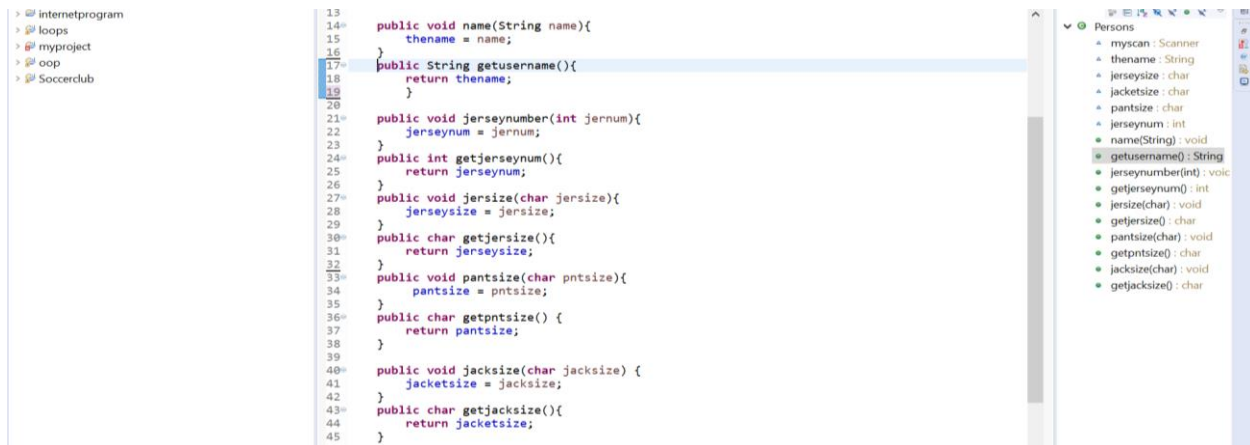 internetprogram
loops
myproject
oop
Soccerclub
13
14 public void name(String name){
15 thename = name;
16 }
17 public String getusername(){
18 return thename;
19 }
20
21 public void jerseynumber(int jernum){
22 jerseynum = jernum;
23 }
24 public int getjerseynum(){
25 return jerseynum;
26 }
27 public void jersize(char jersize){
28 jerseysize = jersize;
29 }
30 public char getjersize(){
31 return jerseysize;
32 }
33 public void pantsize(char pntsize){
34 pantsize = pntsize;
35 }
36 public char getpntsize() {
37 return pantsize;
38 }
39
40 public void jacksize(char jacksize) {
41 jacketsize = jacksize;
42 }
43 public char getjacksize(){
44 return jacketsize;
45 }
Persons
myscan : Scanner
thename : String
jerseysize : char
jacketsize : char
pantsize : char
jerseynum : int
name(String) : void
getusername() : String
jerseynumber(int) : voic
getjerseynum() : int
jersize(char) : void
getjersize() : char
pantsize(char) : void
getpntsize() : char
jacksize(char) : void
getjacksize() : char